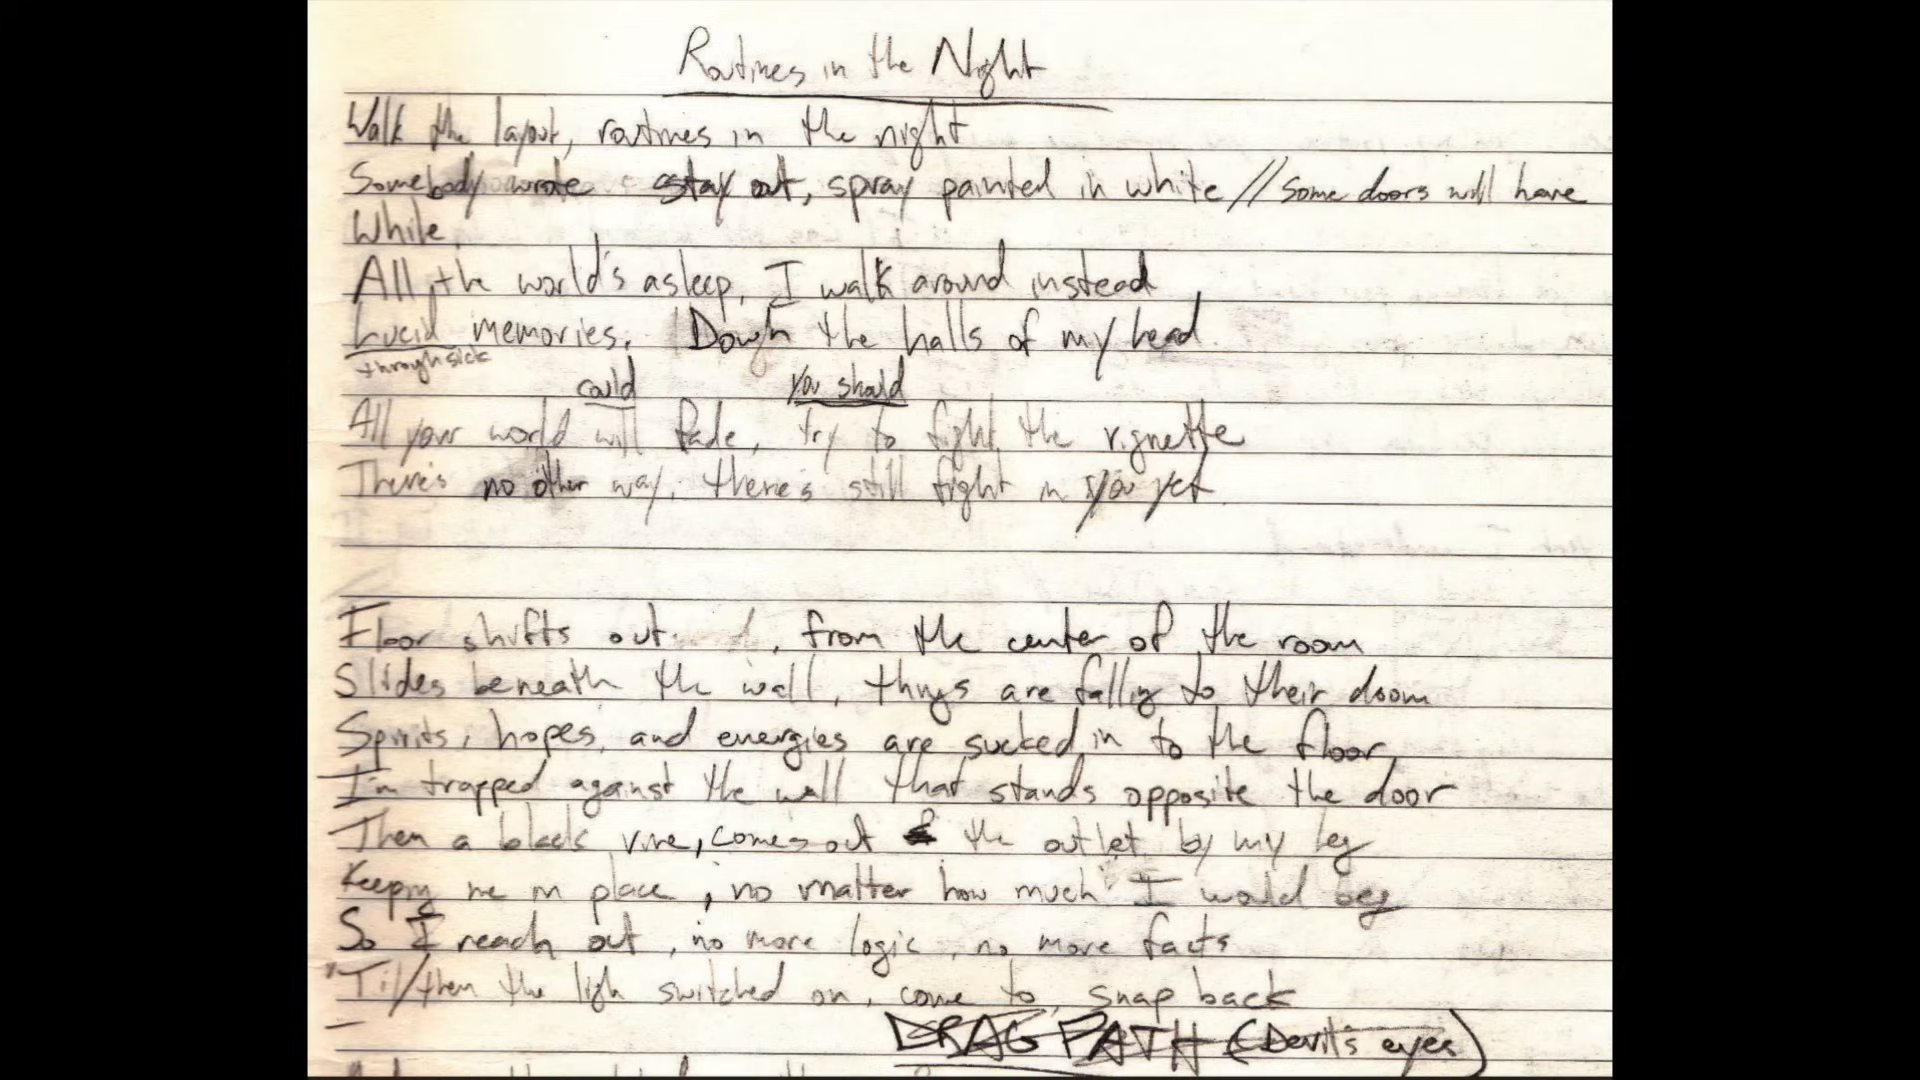 Routines in the Night
Walk the layout, routines in the night
Somebody wrote stay out, spray painted in white // some doors will have
While
All the world's asleep, I walk around instead
Lucid memories. Down the halls of my head
through sick
could you should
All your world will fade, try to fight the vignette
There's no other way, there's still fight in you yet
Floor shifts out, from the center of the room
Slides beneath the wall, things are falling to their doom
Spirits, hopes, and energies are sucked in to the floor
I'm trapped against the wall that stands opposite the door
Then a black vine, comes out the outlet by my leg
Keeping me in place, no matter how much I would beg
So I reach out, no more logic, no more facts
'Til/then the ligh switched on, come to, snap back
DRAG PATH (Devil's eyes)